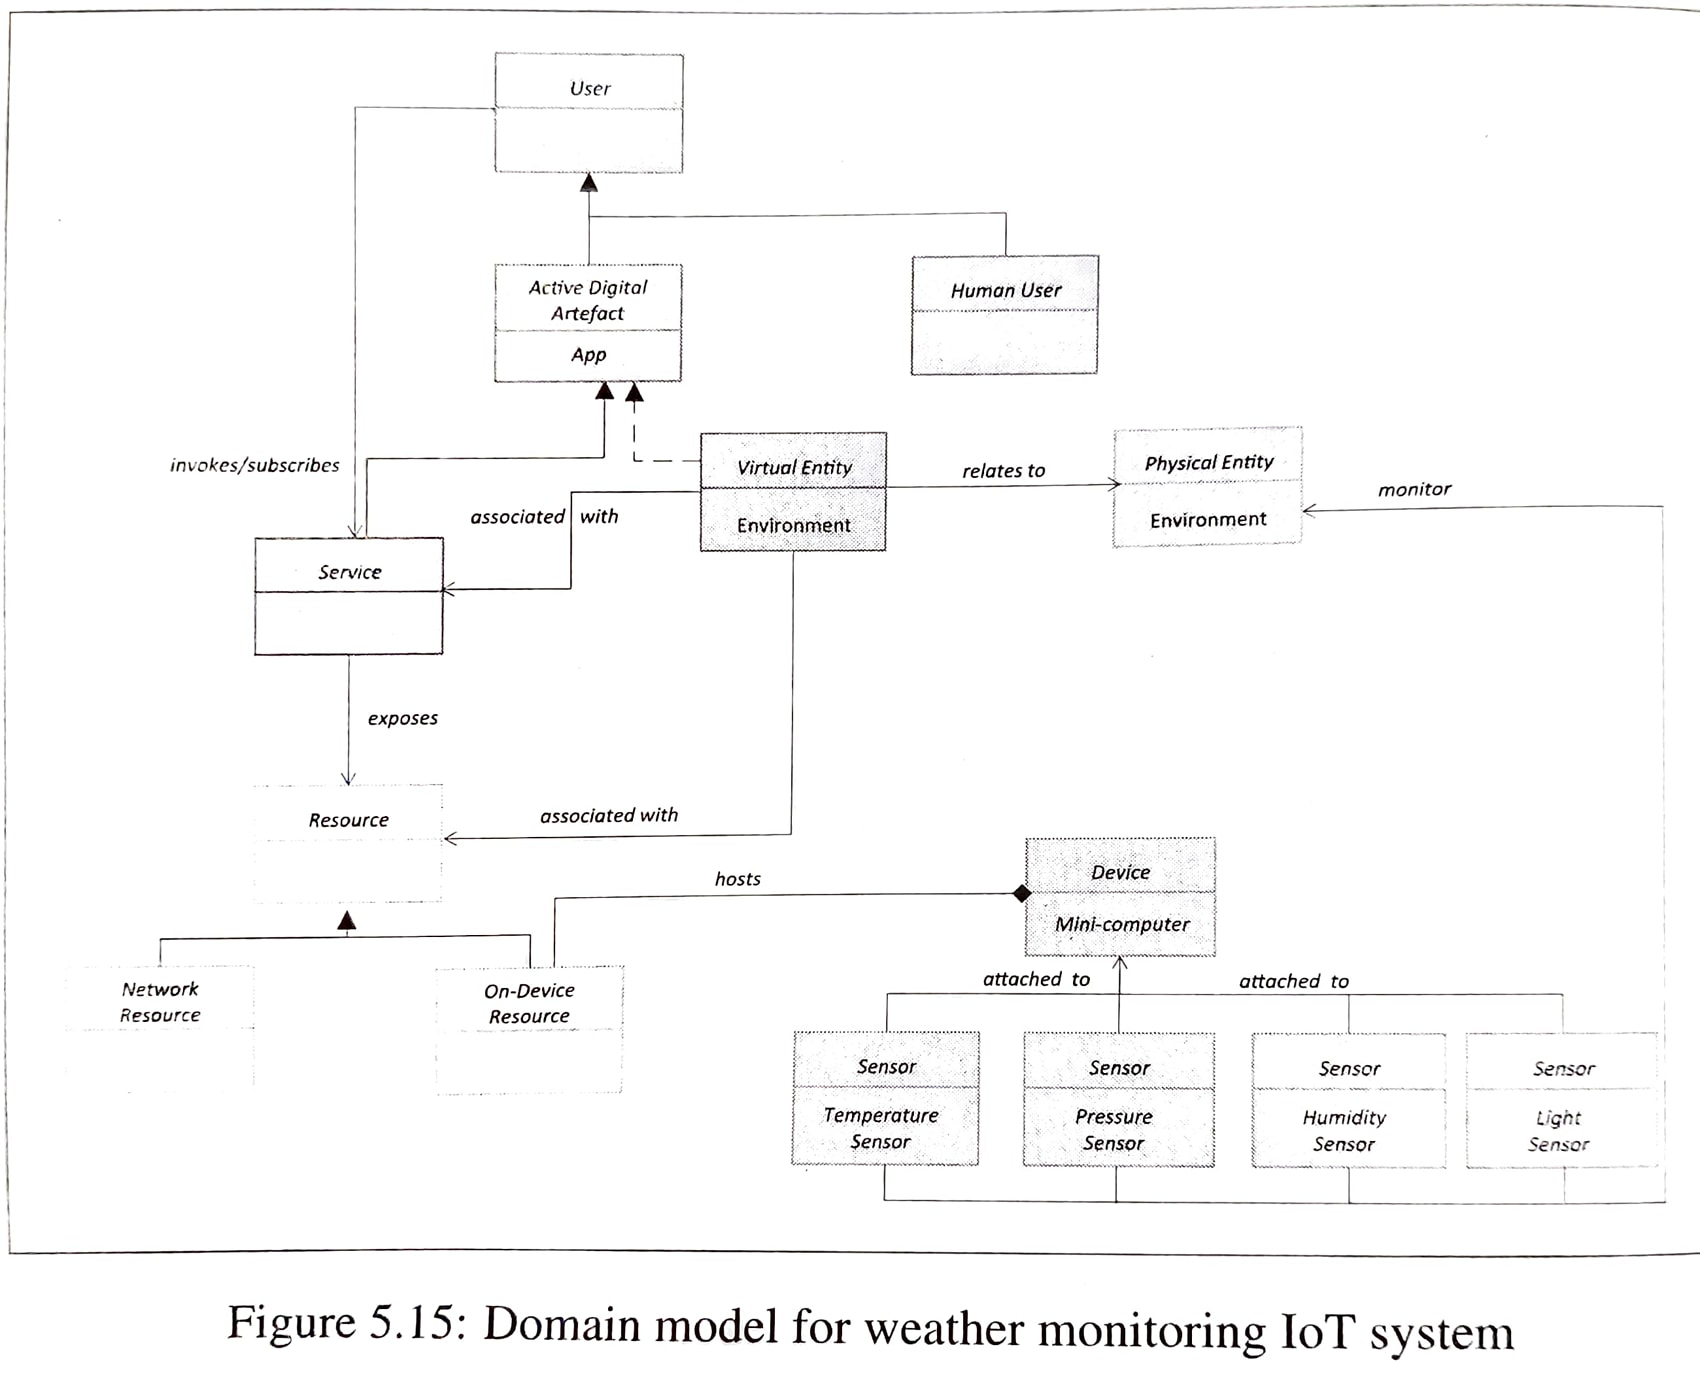 User
Active Digital
Artefact
App
Human User
invokes/subscribes
associated with
Virtual Entity
Environment
relates to
Physical Entity
Environment
monitor
Service
exposes
Resource
associated with
hosts
Device
Mini-computer
attached to
attached to
Network
Resource
On-Device
Resource
Sensor
Temperature
Sensor
Sensor
Pressure
Sensor
Sensor
Humidity
Sensor
Sensor
Light
Sensor
Figure 5.15: Domain model for weather monitoring IoT system